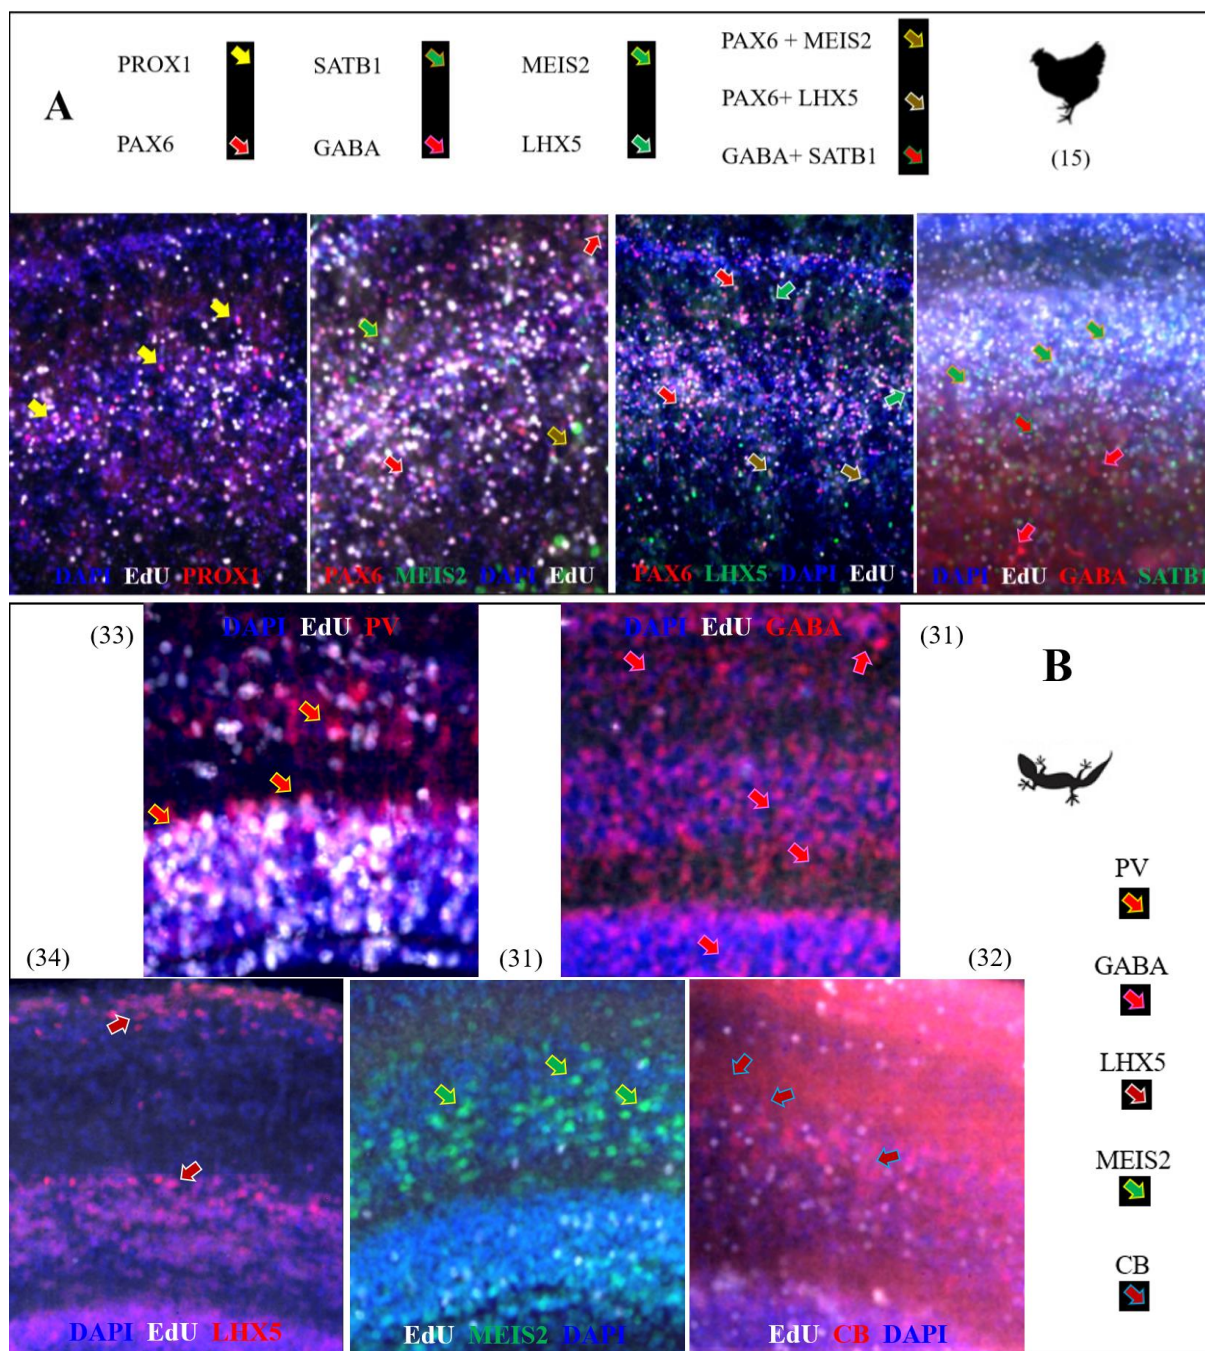 PROX1
SATB1
MEIS2
PAX6 + MEIS2
A
PAX6+ LHX5
PAX6
GABA
LHX5
GABA+ SATB1
(15)
DAPI EdU PROX1
PAX6 MEIS2 DAPI EdU
PAX6 LHX5 DAPI EdU
DAPI EdU GABA SATB1
(33)
DAPI EdU PV
DAPI EdU GABA
(31)
B
PV
(34)
(31)
(32)
GABA
LHX5
MEIS2
CB
DAPI EdU LHX5
EdU MEIS2 DAPI
EdU CB DAPI